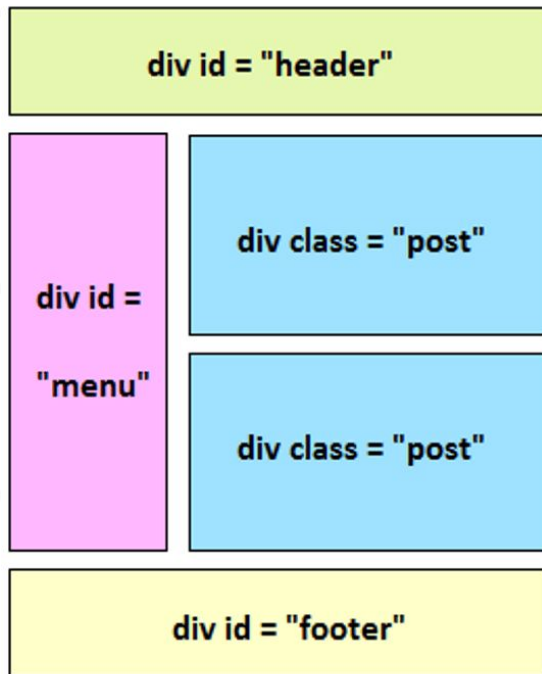 div id = "header"
div id =
"menu"
div class = "post"
div class = "post"
div id = "footer"